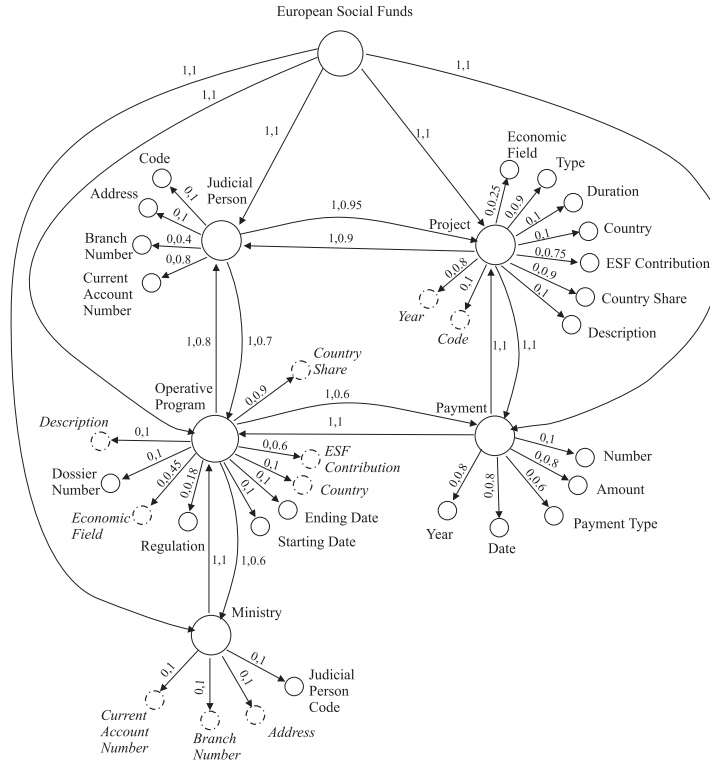 European Social Funds
1,1
1,1
1,1
1,1
1,1
Economic
Field
Type
Duration
Country
ESF Contribution
Country Share
Description
Code
Address
Branch
Number
Current
Account
Number
Judicial
Person
Project
0,1
0,1
0,0.4
0,0.8
1,0.95
1,0.9
0,0.25
0,0.9
0,1
0,1
0,0.75
0,0.9
0,1
0,0.8
0,1
Year
Code
1,0.8
1,0.7
1,1
1,1
Country
Share
Operative
Program
0,0.9
1,0.6
1,1
Payment
Description
0,1
Dossier
Number
0,1
0,0.45
Economic
Field
0,0.18
Regulation
0,0.6
ESF
Contribution
0,1
Country
0,1
Ending Date
0,1
Starting Date
0,1
Number
0,0.8
Amount
0,0.6
Payment Type
0,0.8
Year
0,0.8
Date
1,1
1,0.6
Ministry
0,1
Judicial
Person
Code
0,1
Current
Account
Number
0,1
Branch
Number
0,1
Address